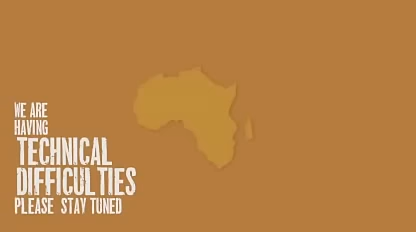 WE ARE
HAVING
TECHNICAL
DIFFICULTIES
PLEASE STAY TUNED